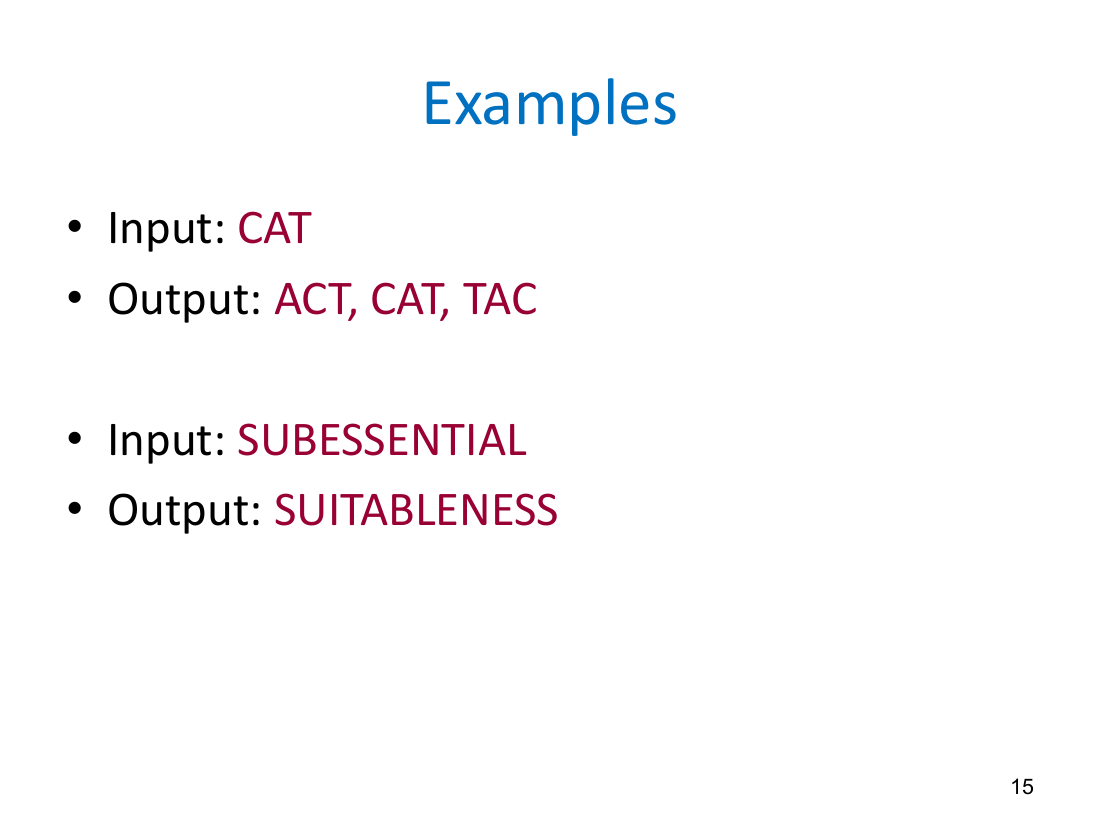 Examples
• Input: CAT
• Output: ACT, CAT, TAC
• Input: SUBESSENTIAL
• Output: SUITABLENESS
15